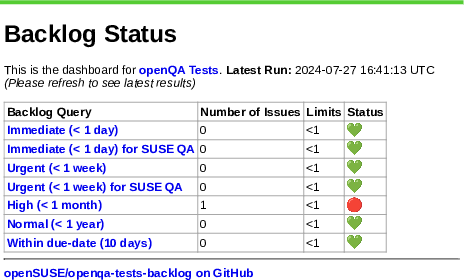 Backlog Status
This is the dashboard for openQA Tests. Latest Run: 2024-07-27 16:41:13 UTC
(Please refresh to see latest results)
Backlog Query Number of Issues Limits Status
Immediate (< 1 day) 0 <1 💚
Immediate (< 1 day) for SUSE QA 0 <1 💚
Urgent (< 1 week) 0 <1 💚
Urgent (< 1 week) for SUSE QA 0 <1 💚
High (< 1 month) 1 <1 🔴
Normal (< 1 year) 0 <1 💚
Within due-date (10 days) 0 <1 💚
openSUSE/openqa-tests-backlog on GitHub